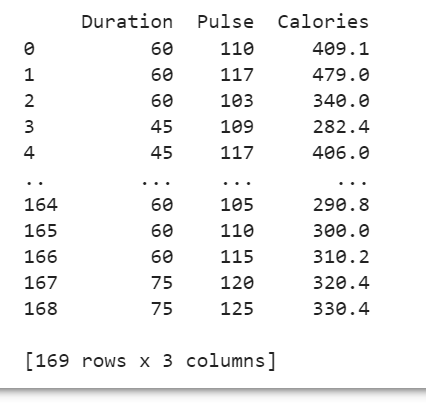 Duration Pulse Calories
0 60 110 409.1
1 60 117 479.0
2 60 103 340.0
3 45 109 282.4
4 45 117 406.0
.. ... ... ...
164 60 105 290.8
165 60 110 300.0
166 60 115 310.2
167 75 120 320.4
168 75 125 330.4
[169 rows x 3 columns]